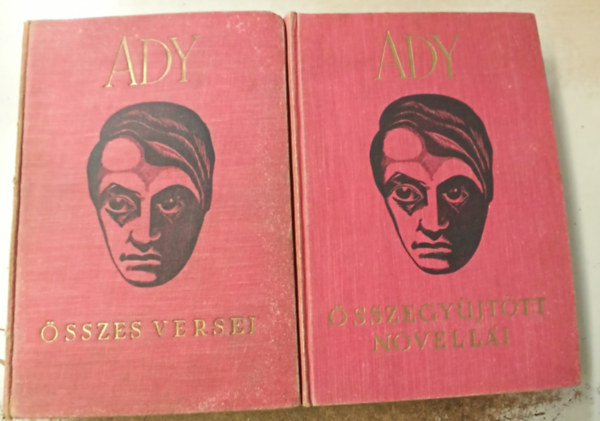 ADY
ÖSSZES VERSEI
ADY
ÖSSZEGYŰJTÖTT
NOVELLÁI